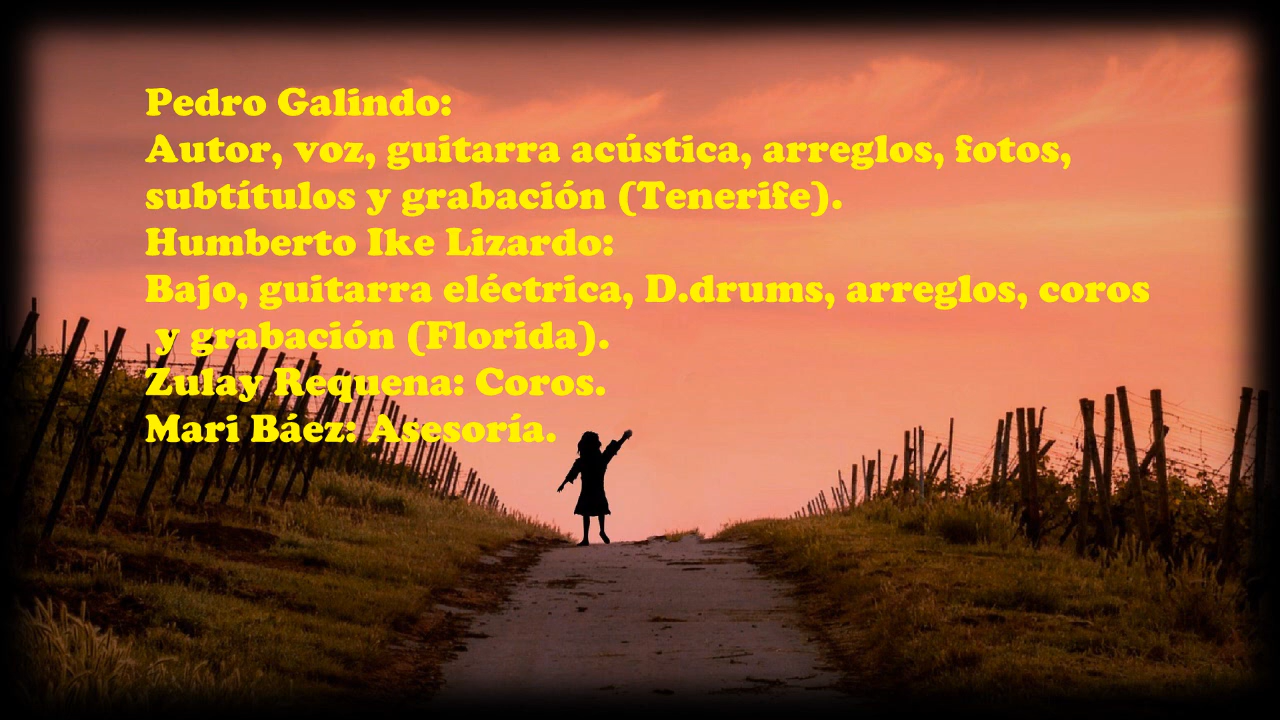 Pedro Galindo:
Autor, voz, guitarra acústica, arreglos, fotos,
subtítulos y grabación (Tenerife).
Humberto Ike Lizardo:
Bajo, guitarra eléctrica, D.drums, arreglos, coros
y grabación (Florida).
Zulay Requena: Coros.
Mari Báez: Asesoría.